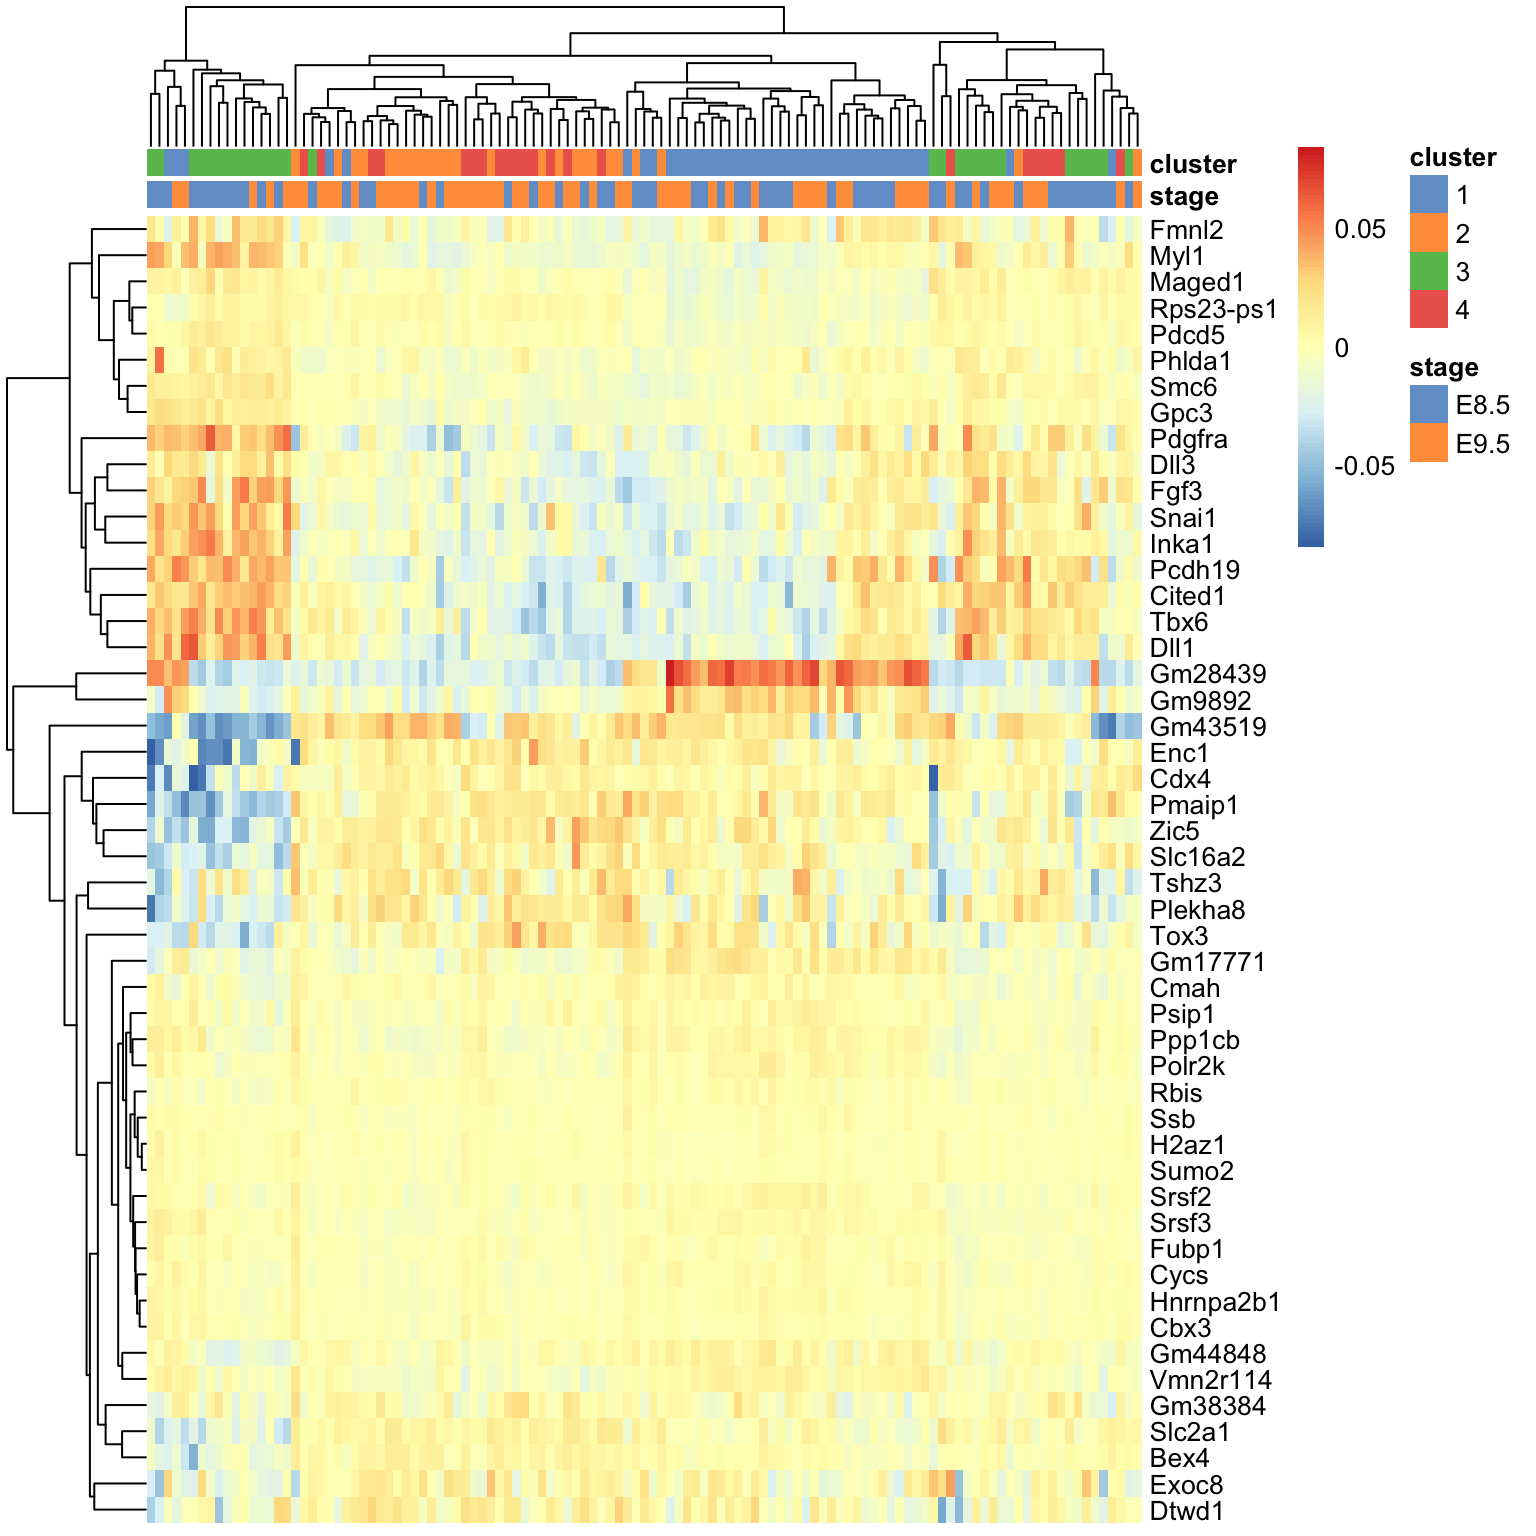 cluster
stage
Fmnl2
Myl1
Maged1
Rps23-ps1
Pdcd5
Phlda1
Smc6
Gpc3
Pdgfra
Dll3
Fgf3
Snai1
Inka1
Pcdh19
Cited1
Tbx6
Dll1
Gm28439
Gm9892
Gm43519
Enc1
Cdx4
Pmaip1
Zic5
Slc16a2
Tshz3
Plekha8
Tox3
Gm17771
Cmah
Psip1
Ppp1cb
Polr2k
Rbis
Ssb
H2az1
Sumo2
Srsf2
Srsf3
Fubp1
Cycs
Hnrnpa2b1
Cbx3
Gm44848
Vmn2r114
Gm38384
Slc2a1
Bex4
Exoc8
Dtwd1
0.05
0
-0.05
cluster
1
2
3
4
stage
E8.5
E9.5